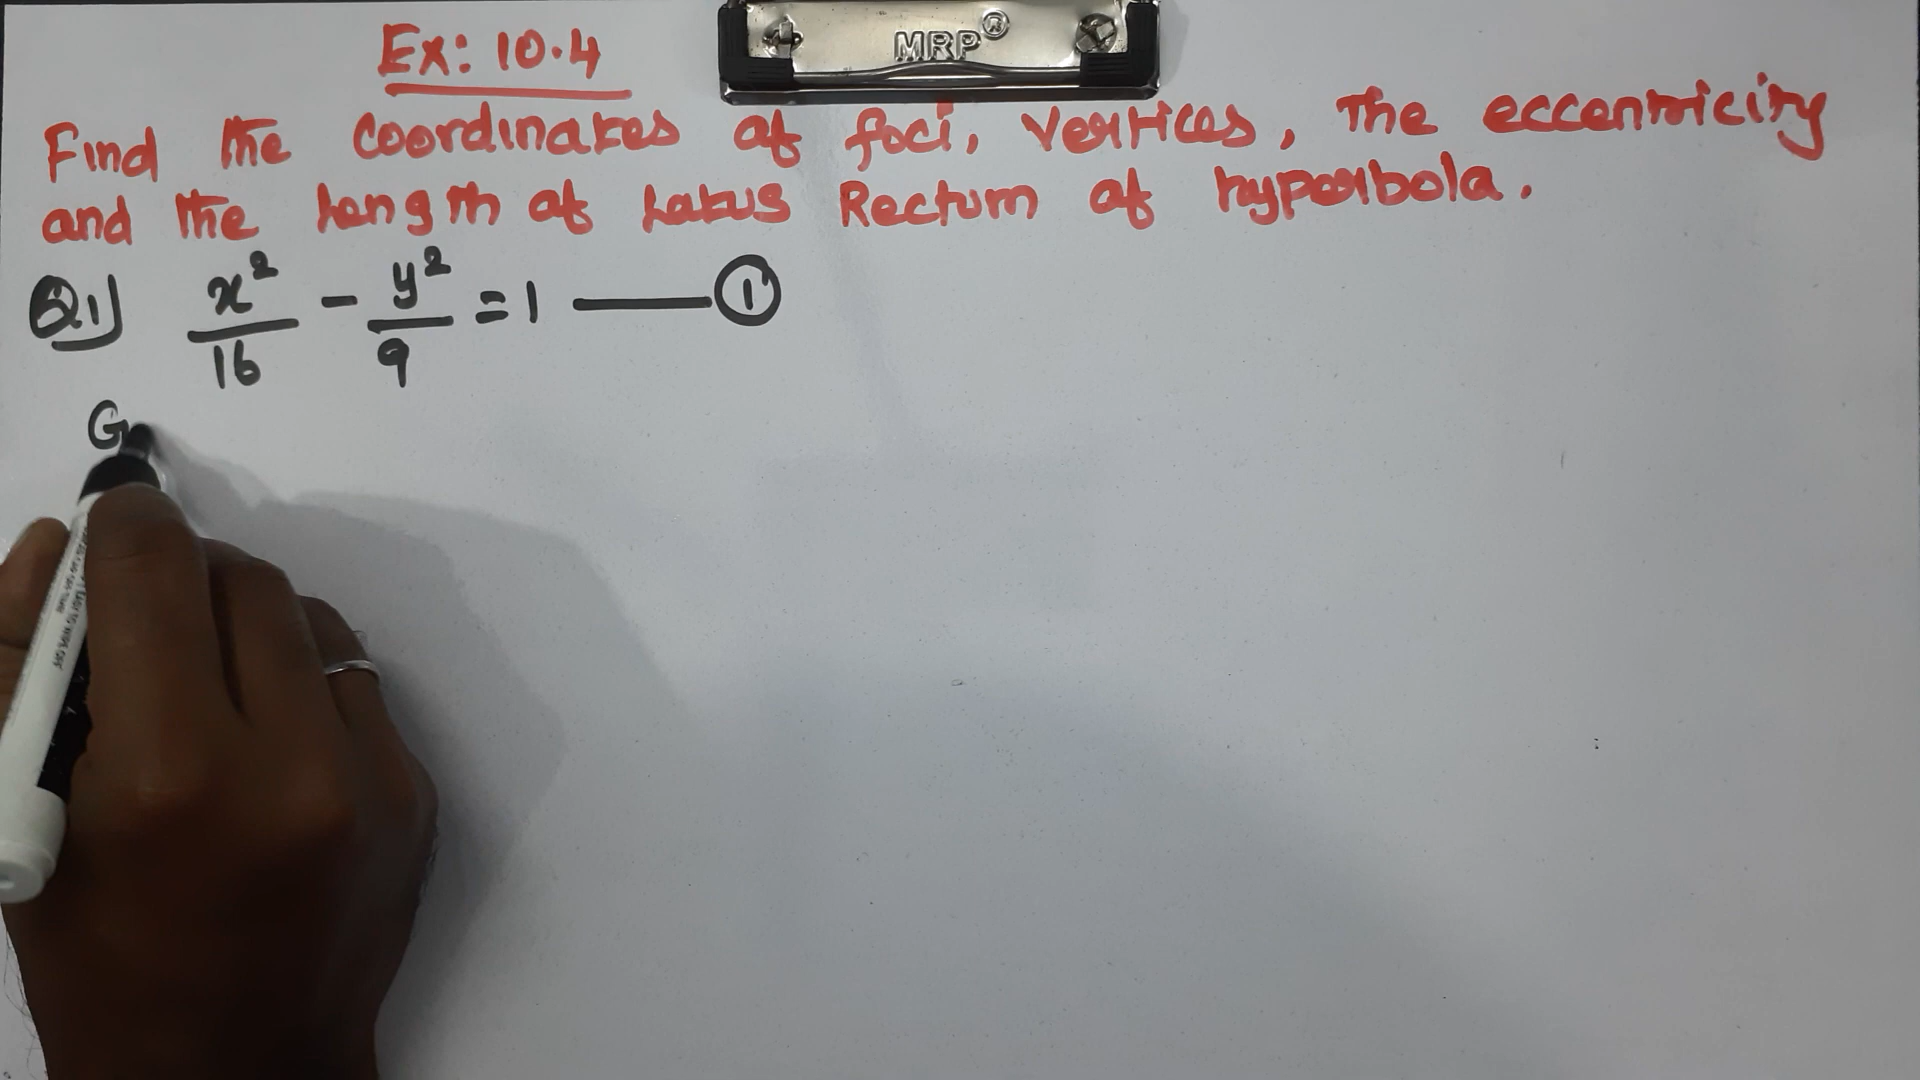 MRP®
Ex: 10.4
Find the coordinates of foci, Vertices, The eccentricity
and the Length of Latus Rectum of hyperbola.
Q1) x²/16 - y²/9 = 1 —— ①
G